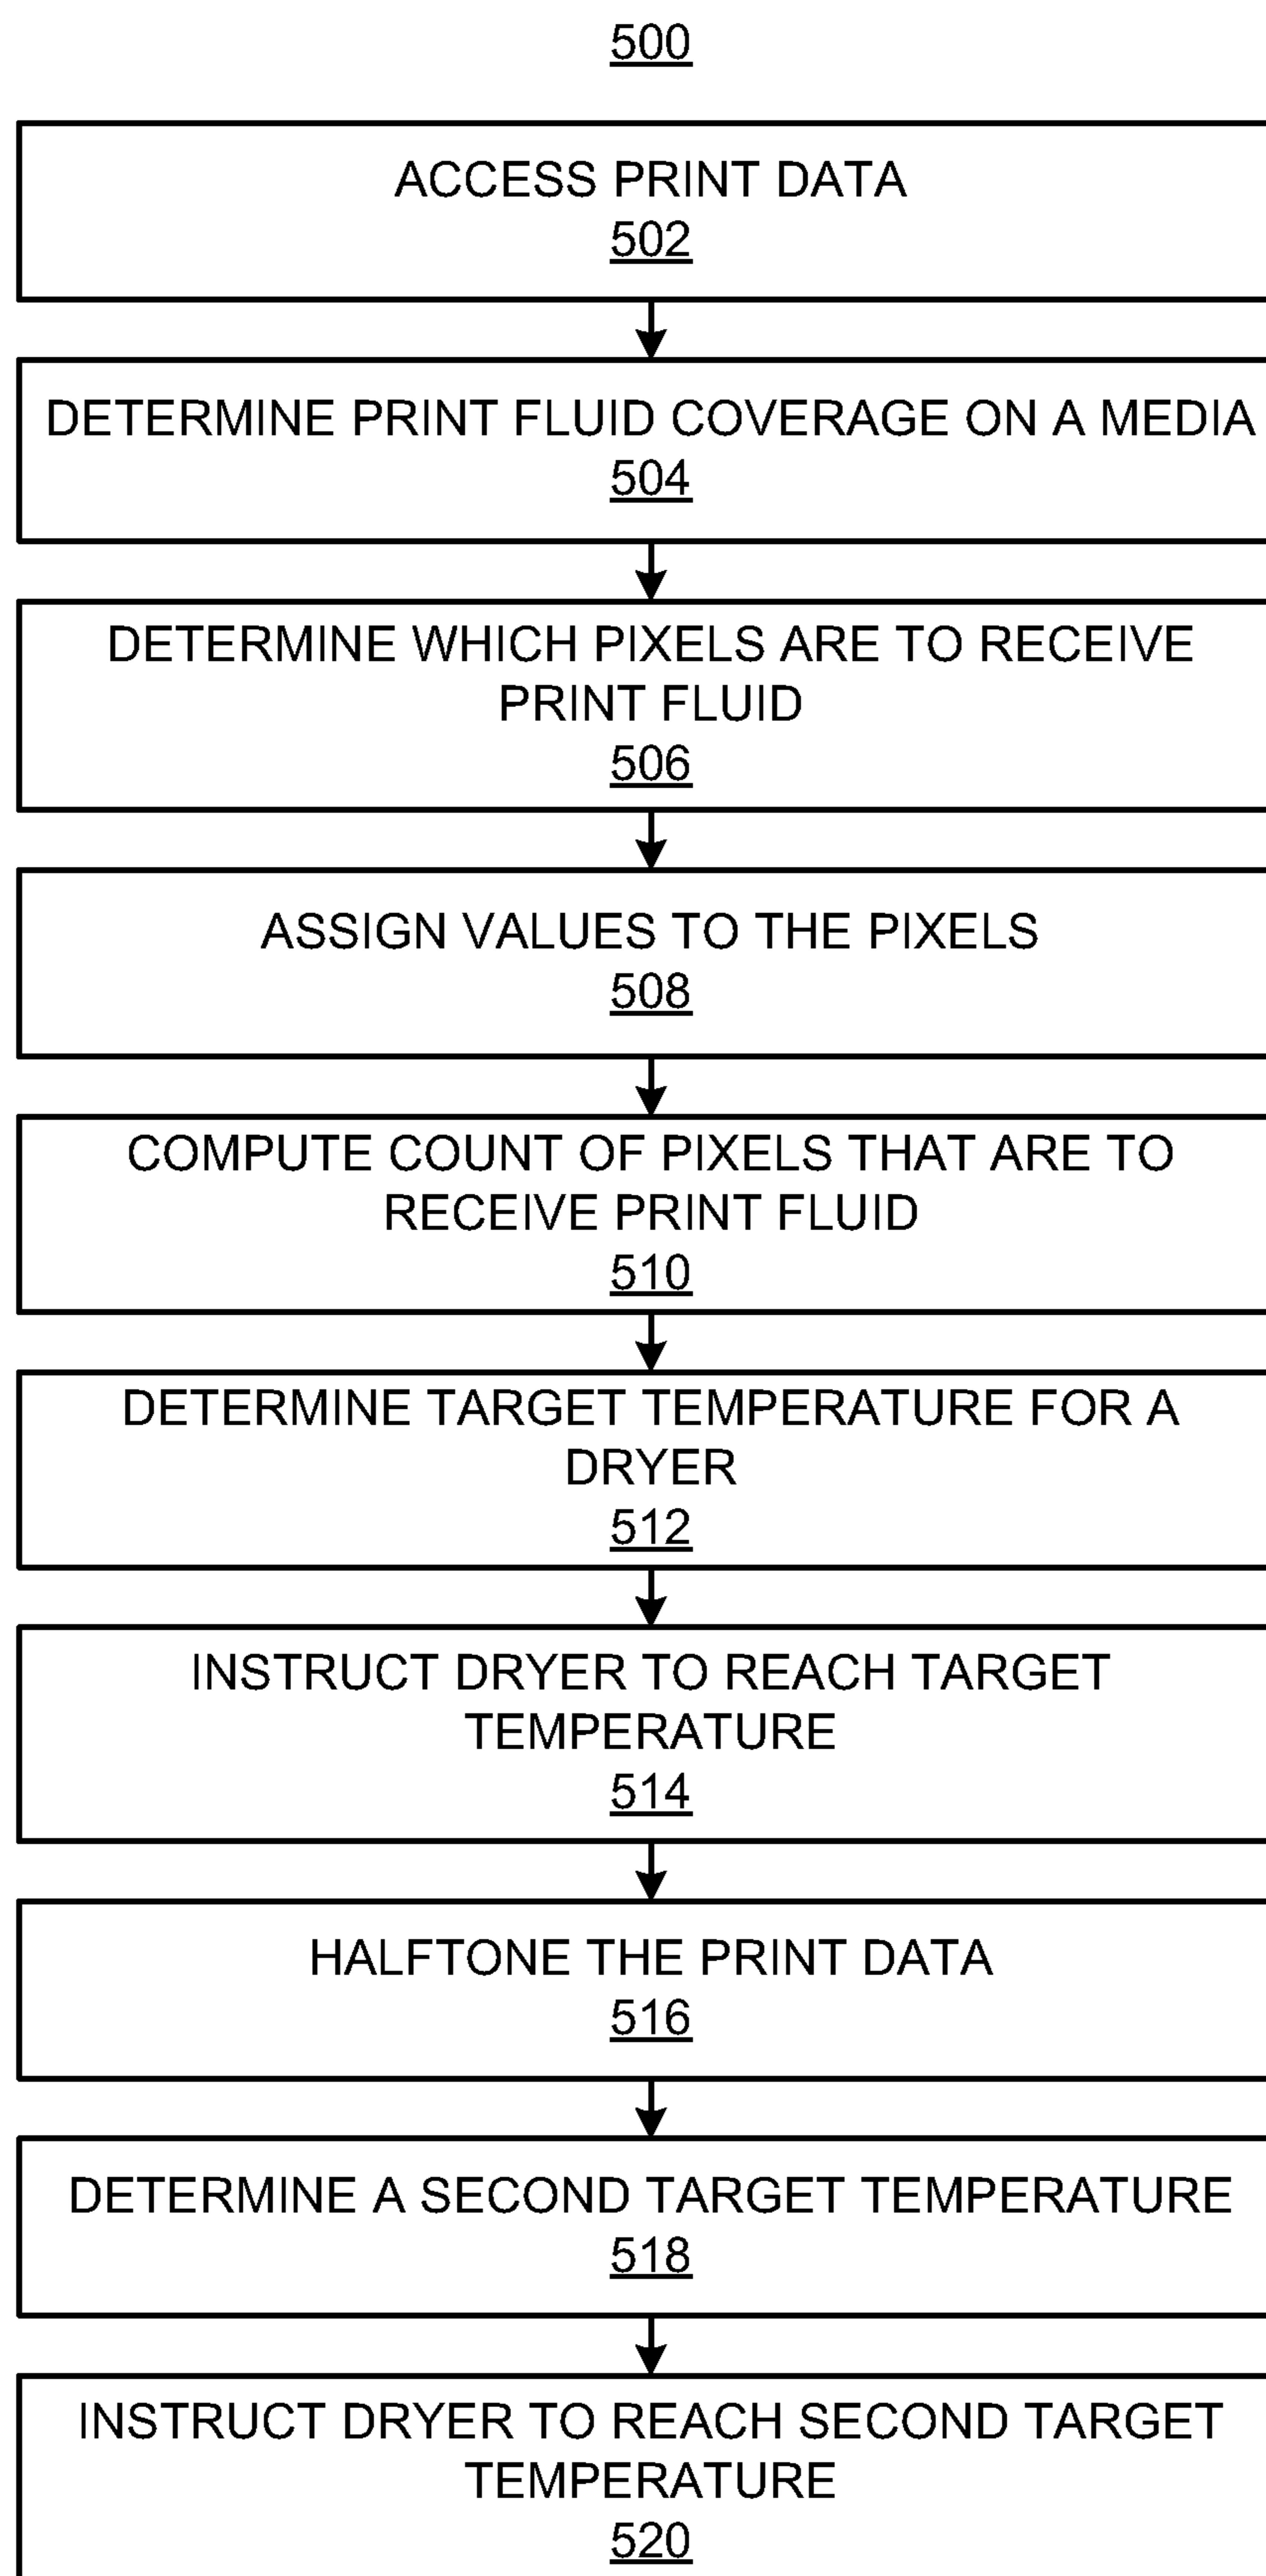 500
ACCESS PRINT DATA
502
DETERMINE PRINT FLUID COVERAGE ON A MEDIA
504
DETERMINE WHICH PIXELS ARE TO RECEIVE
PRINT FLUID
506
ASSIGN VALUES TO THE PIXELS
508
COMPUTE COUNT OF PIXELS THAT ARE TO
RECEIVE PRINT FLUID
510
DETERMINE TARGET TEMPERATURE FOR A
DRYER
512
INSTRUCT DRYER TO REACH TARGET
TEMPERATURE
514
HALFTONE THE PRINT DATA
516
DETERMINE A SECOND TARGET TEMPERATURE
518
INSTRUCT DRYER TO REACH SECOND TARGET
TEMPERATURE
520